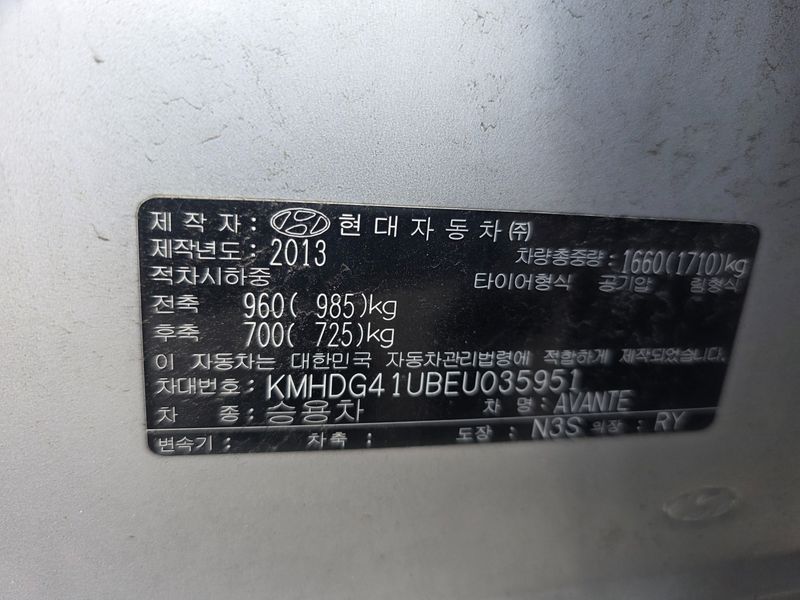 제 작 자 : 현 대 자 동 차 ㈜
제작년도 : 2013 차량총중량 : 1660(1710)kg
적차시하중 타이어형식 공기압 림형식
전축 960( 985)kg
후축 700( 725)kg
이 자동차는 대한민국 자동차관리법령에 적합하게 제작되었음.
차대번호: KMHDG41UBEU035951
차 종 : 승용차 차 명 : AVANTE
변속기 : 차축 : 도장 : N3S 의장 : RY